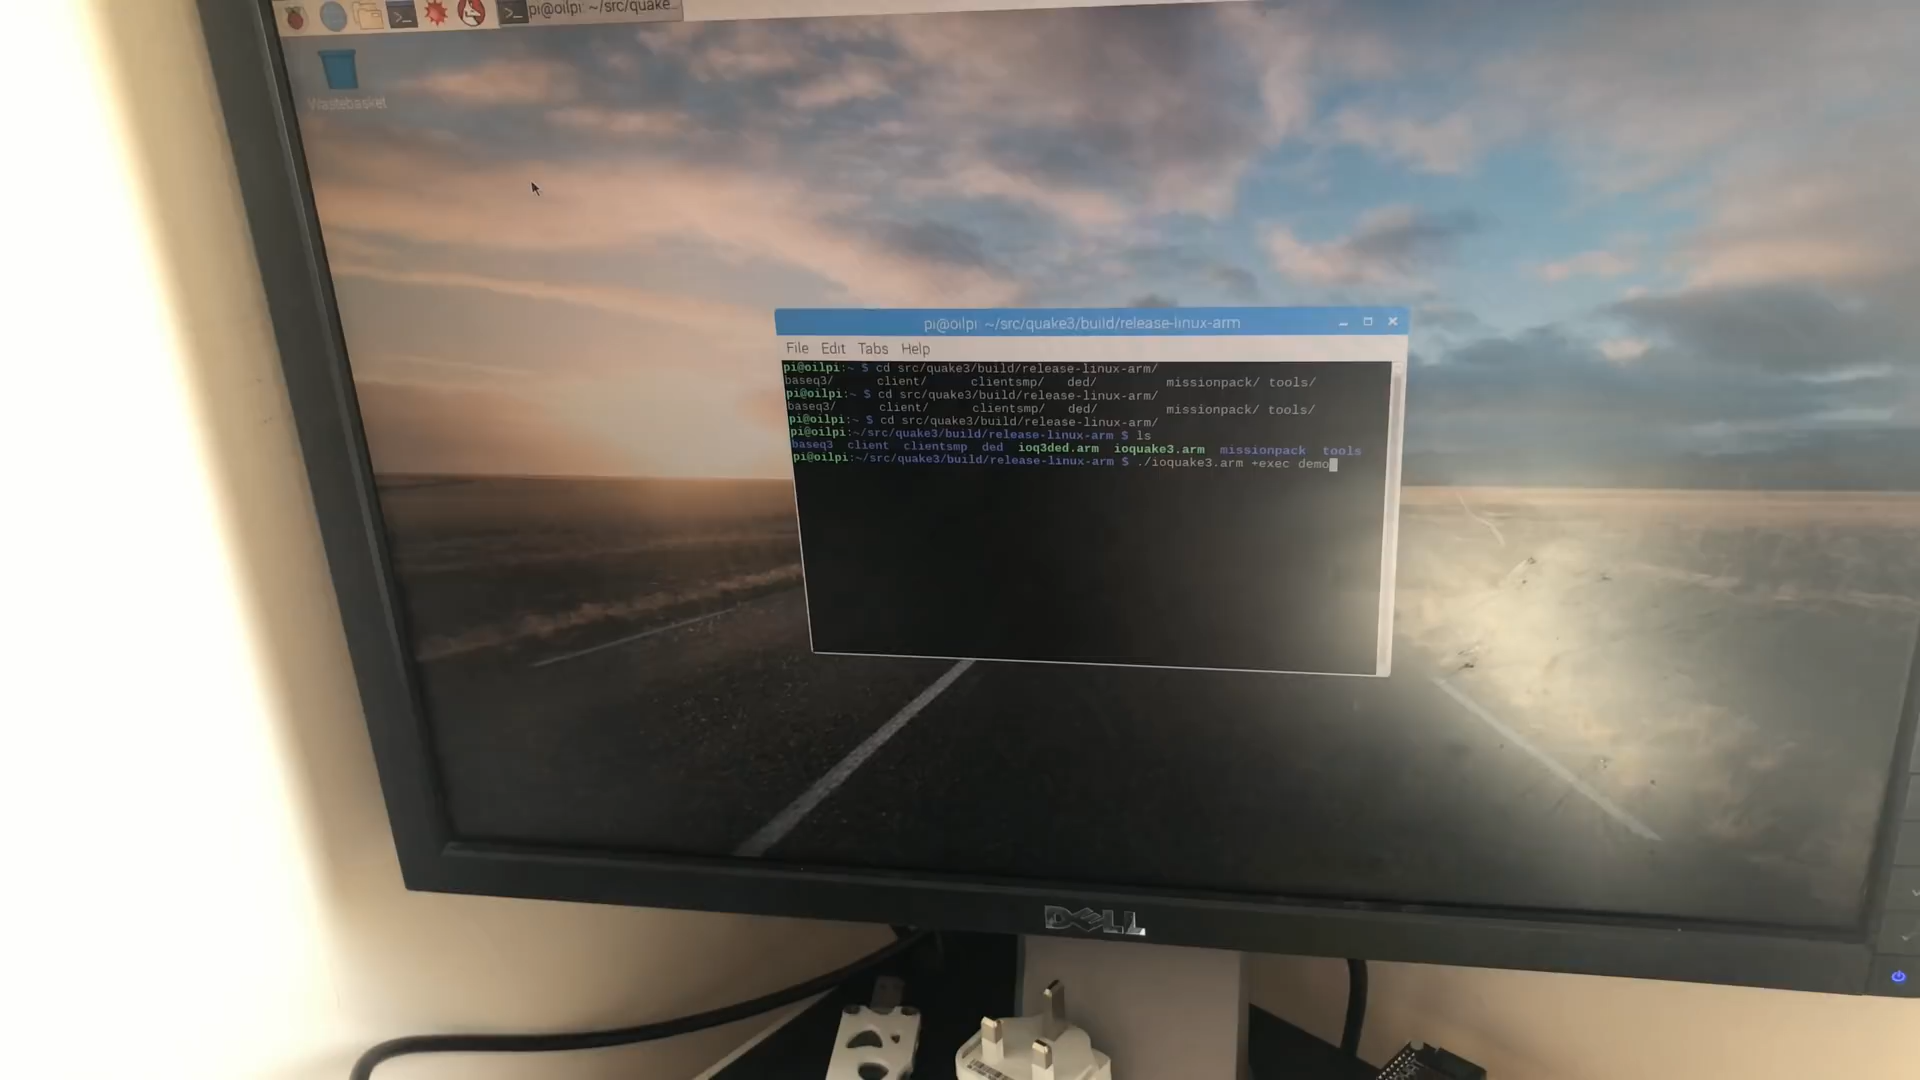 pi@oilpi: ~/src/quake...
Wastebasket
pi@oilpi: ~/src/quake3/build/release-linux-arm
File Edit Tabs Help
pi@oilpi:~ $ cd src/quake3/build/release-linux-arm/
baseq3/ client/ clientsmp/ ded/ missionpack/ tools/
pi@oilpi:~ $ cd src/quake3/build/release-linux-arm/
baseq3/ client/ clientsmp/ ded/ missionpack/ tools/
pi@oilpi:~ $ cd src/quake3/build/release-linux-arm/
pi@oilpi:~/src/quake3/build/release-linux-arm $ ls
baseq3 client clientsmp ded ioq3ded.arm ioquake3.arm missionpack tools
pi@oilpi:~/src/quake3/build/release-linux-arm $ ./ioquake3.arm +exec demo
DELL